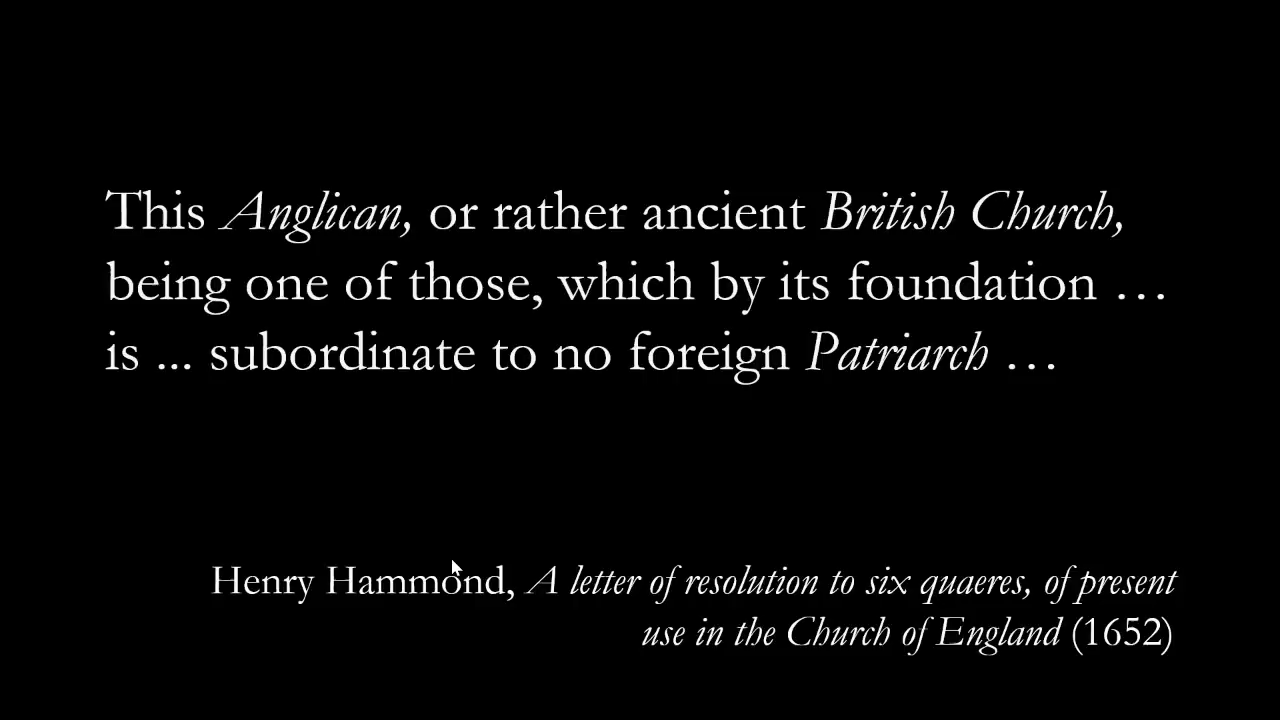 This Anglican, or rather ancient British Church,
being one of those, which by its foundation …
is ... subordinate to no foreign Patriarch …
Henry Hammond, A letter of resolution to six quaeres, of present
use in the Church of England (1652)